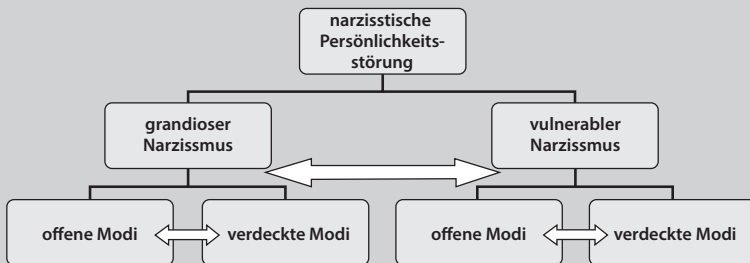 narzisstische
Persönlichkeits-
störung
grandioser
Narzissmus
vulnerabler
Narzissmus
offene Modi
verdeckte Modi
offene Modi
verdeckte Modi